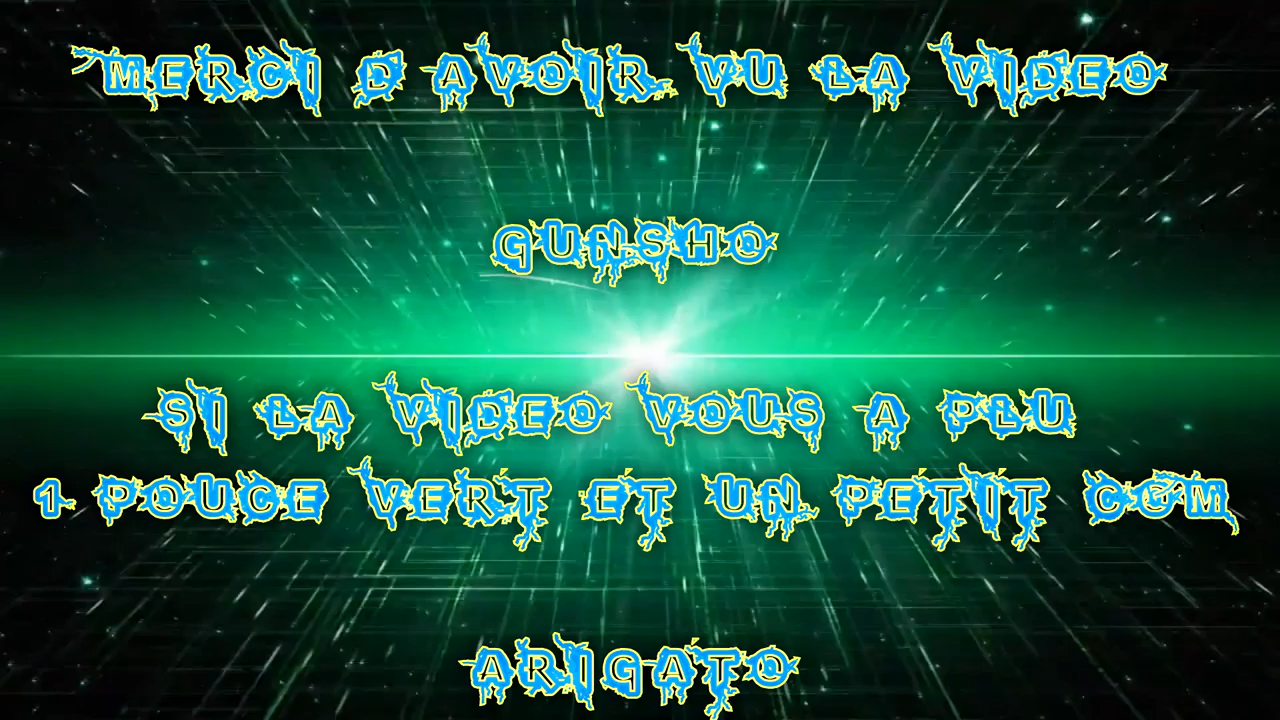 MERCI D AVOIR VU LA VIDEO
GUNSHO
SI LA VIDEO VOUS A PLU
1 POUCE VERT ET UN PETIT COM
ARIGATO